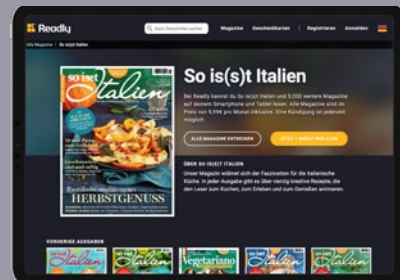 Readly
Nach Zeitschriften suchen
Magazine
Geschenkkarten
Registrieren
Anmelden
Alle Magazine | So is(s)t Italien
so is(s)t
Italien
HERBSTGENUSS
So is(s)t Italien
Bei Readly kannst du So is(s)t Italien und 5.000 weitere Magazine
auf deinem Smartphone und Tablet lesen. Alle Magazine sind im
Preis von 9,99€ pro Monat inklusive. Eine Kündigung ist jederzeit
möglich.
ALLE MAGAZINE ENTDECKEN
ÜBER SO IS(S)T ITALIEN
Unser Magazin widmet sich der Faszination für die italienische
Küche. In jeder Ausgabe gibt es über vierzig kreative Rezepte, die
den Leser zum Kochen, zum Erleben und zum Genießen animieren.
VORHERIGE AUSGABEN
Italien
Italien
Vegetariano
Italien
Italien